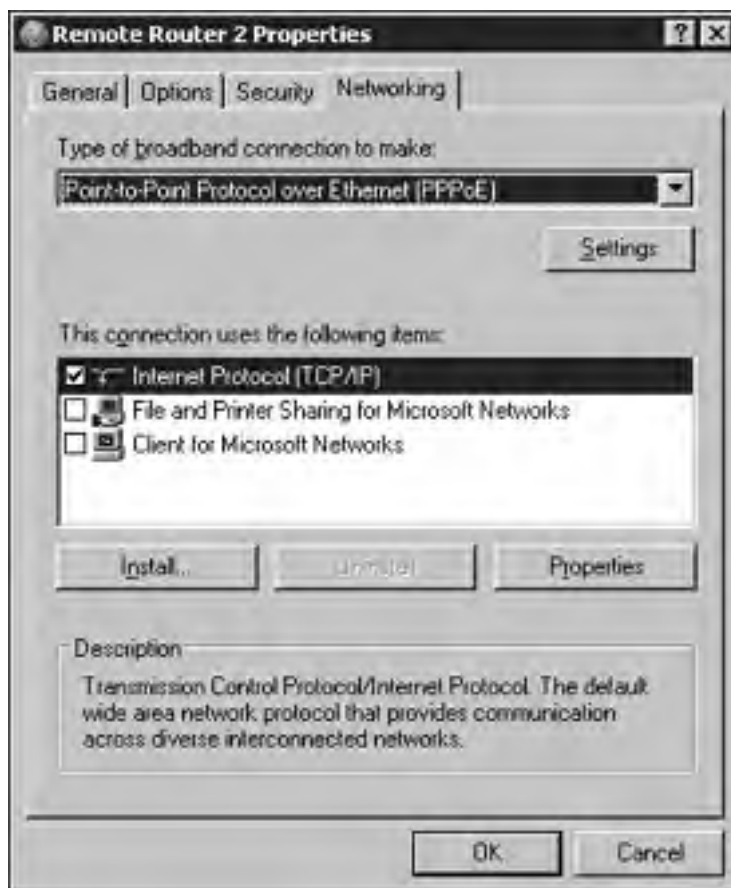 Remote Router 2 Properties
General Options Security Networking
Type of broadband connection to make:
Point-to-Point Protocol over Ethernet (PPPoE)
Settings
This connection uses the following items:
Internet Protocol (TCP/IP)
File and Printer Sharing for Microsoft Networks
Client for Microsoft Networks
Install... Uninstall Properties
Description
Transmission Control Protocol/Internet Protocol. The default
wide area network protocol that provides communication
across diverse interconnected networks.
OK Cancel